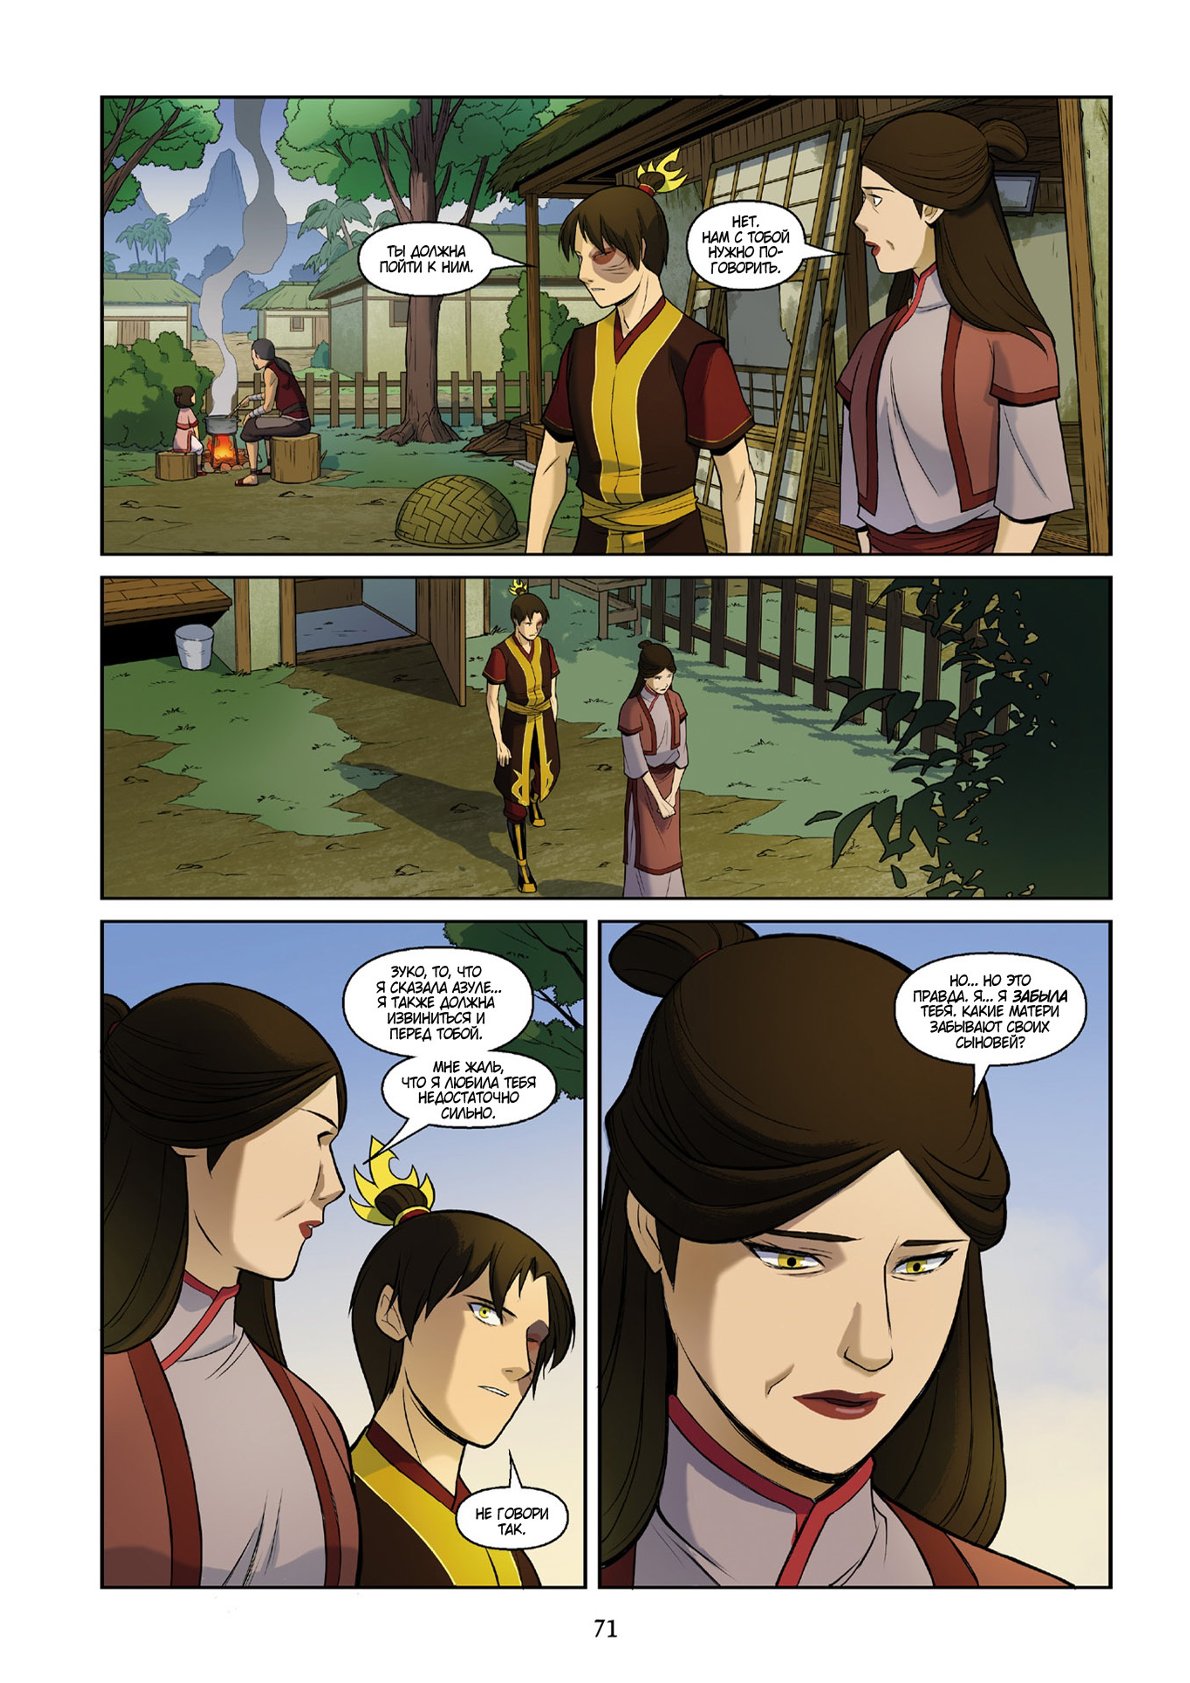 ТЫ ДОЛЖНА
ПОЙТИ К НИМ.
НЕТ.
НАМ С ТОБОЙ
НУЖНО ПО-
ГОВОРИТЬ.
ЗУКО, ТО, ЧТО
Я СКАЗАЛА АЗУЛЕ...
Я ТАКЖЕ ДОЛЖНА
ИЗВИНИТЬСЯ И
ПЕРЕД ТОБОЙ.
МНЕ ЖАЛЬ,
ЧТО Я ЛЮБИЛА ТЕБЯ
НЕДОСТАТОЧНО
СИЛЬНО.
НЕ ГОВОРИ
ТАК.
НО... НО ЭТО
ПРАВДА. Я... Я ЗАБЫЛА
ТЕБЯ. КАКИЕ МАТЕРИ
ЗАБЫВАЮТ СВОИХ
СЫНОВЕЙ?
71